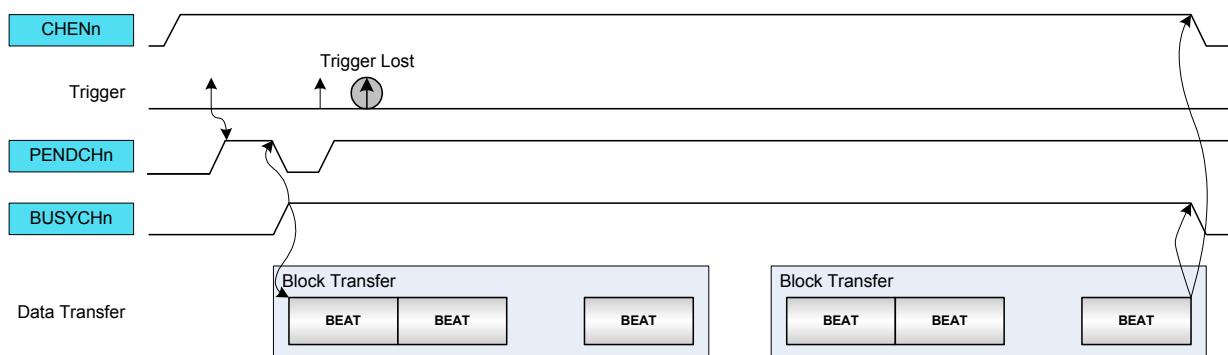 CHENn
Trigger Lost
Trigger
PENDCHn
BUSYCHn
Block Transfer
Block Transfer
Data Transfer
BEAT
BEAT
BEAT
BEAT
BEAT
BEAT